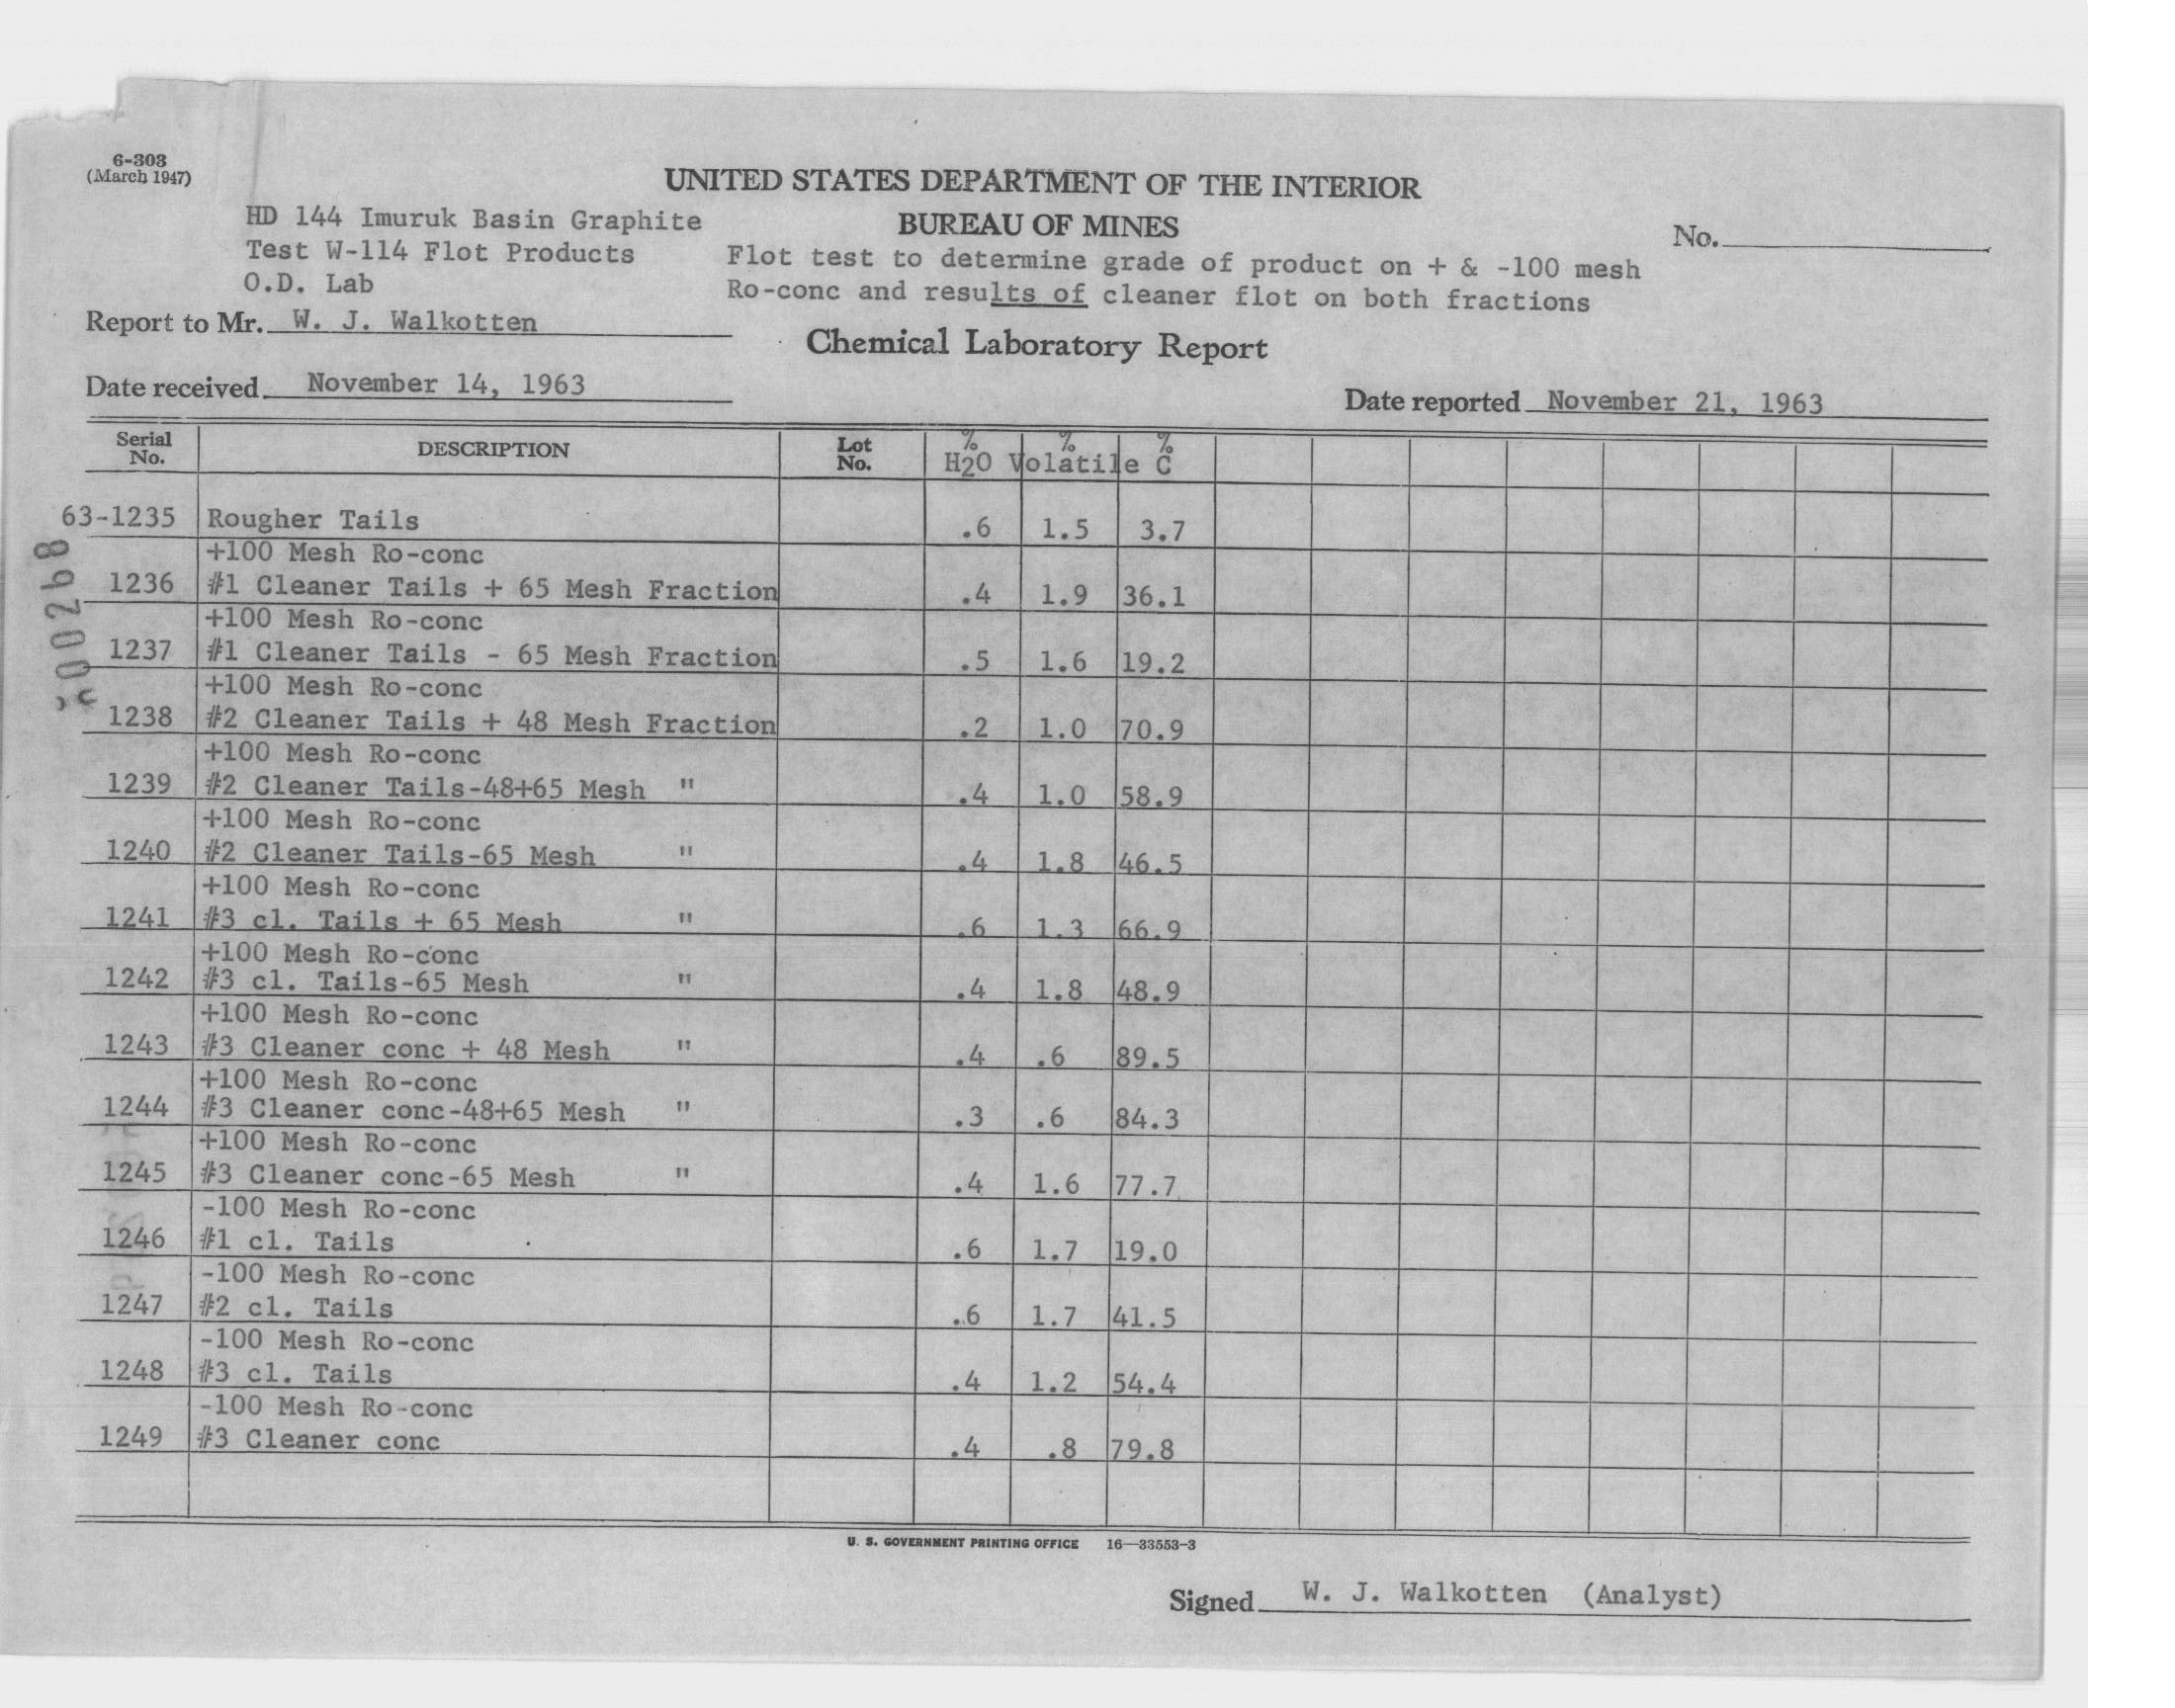 6-303
(March 1947)
UNITED STATES DEPARTMENT OF THE INTERIOR
HD 144 Imuruk Basin Graphite
BUREAU OF MINES
No.
Test W-114 Flot Products
Flot test to determine grade of product on + & -100 mesh
O.D. Lab
Ro-conc and results of cleaner flot on both fractions
Report to Mr. W. J. Walkotten
Chemical Laboratory Report
Date received November 14, 1963
Date reported November 21, 1963
Serial No. DESCRIPTION Lot No. % H2O % Volatile % C
63-1235 Rougher Tails .6 1.5 3.7
+100 Mesh Ro-conc
1236 #1 Cleaner Tails + 65 Mesh Fraction .4 1.9 36.1
+100 Mesh Ro-conc
1237 #1 Cleaner Tails - 65 Mesh Fraction .5 1.6 19.2
+100 Mesh Ro-conc
1238 #2 Cleaner Tails + 48 Mesh Fraction .2 1.0 70.9
+100 Mesh Ro-conc
1239 #2 Cleaner Tails-48+65 Mesh " .4 1.0 58.9
+100 Mesh Ro-conc
1240 #2 Cleaner Tails-65 Mesh " .4 1.8 46.5
+100 Mesh Ro-conc
1241 #3 cl. Tails + 65 Mesh " .6 1.3 66.9
+100 Mesh Ro-conc
1242 #3 cl. Tails-65 Mesh " .4 1.8 48.9
+100 Mesh Ro-conc
1243 #3 Cleaner conc + 48 Mesh " .4 .6 89.5
+100 Mesh Ro-conc
1244 #3 Cleaner conc-48+65 Mesh " .3 .6 84.3
+100 Mesh Ro-conc
1245 #3 Cleaner conc-65 Mesh " .4 1.6 77.7
-100 Mesh Ro-conc
1246 #1 cl. Tails .6 1.7 19.0
-100 Mesh Ro-conc
1247 #2 cl. Tails .6 1.7 41.5
-100 Mesh Ro-conc
1248 #3 cl. Tails .4 1.2 54.4
-100 Mesh Ro-conc
1249 #3 Cleaner conc .4 .8 79.8
U. S. GOVERNMENT PRINTING OFFICE 16—33553-3
Signed W. J. Walkotten (Analyst)